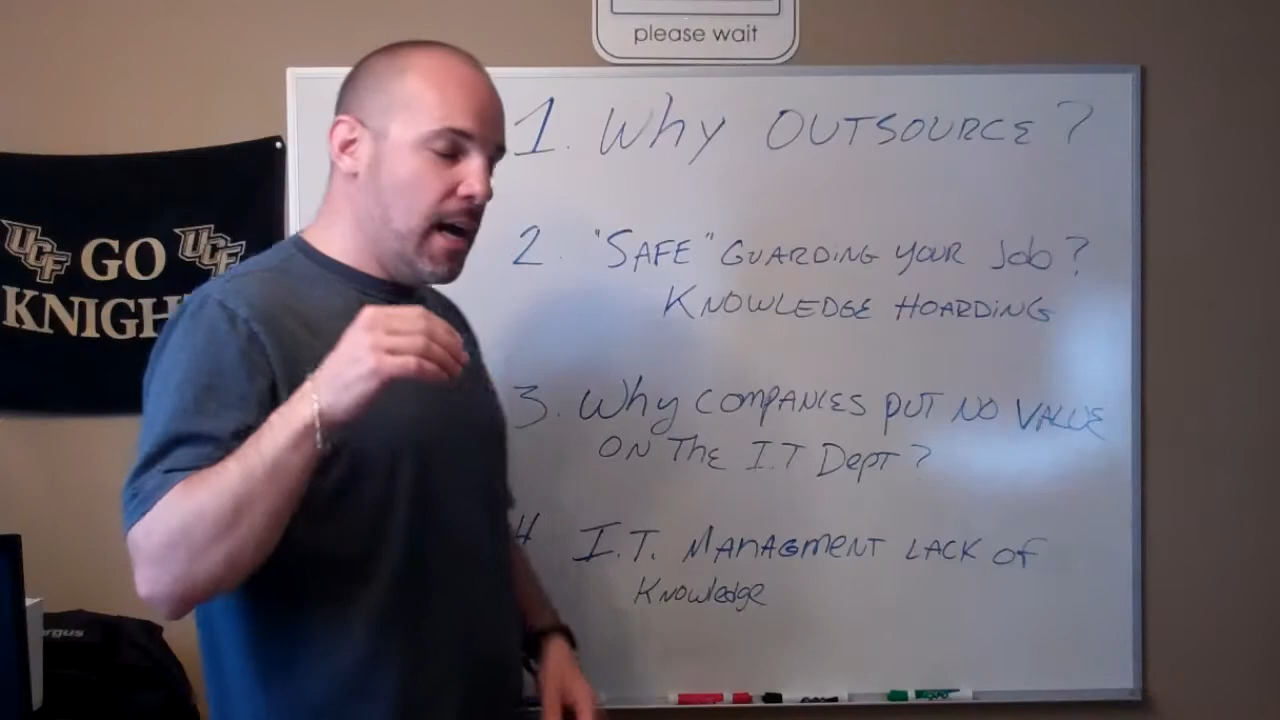 please wait
1. Why OUTSOURCE?
2. "SAFE" GUARDING YOUR Job?
KNOWLEDGE HOARDING
3. Why COMPANIES PUT NO VALUE
ON THE I.T Dept?
4 I.T. MANAGMENT LACK OF
Knowledge
UCF GO UCF
KNIGH